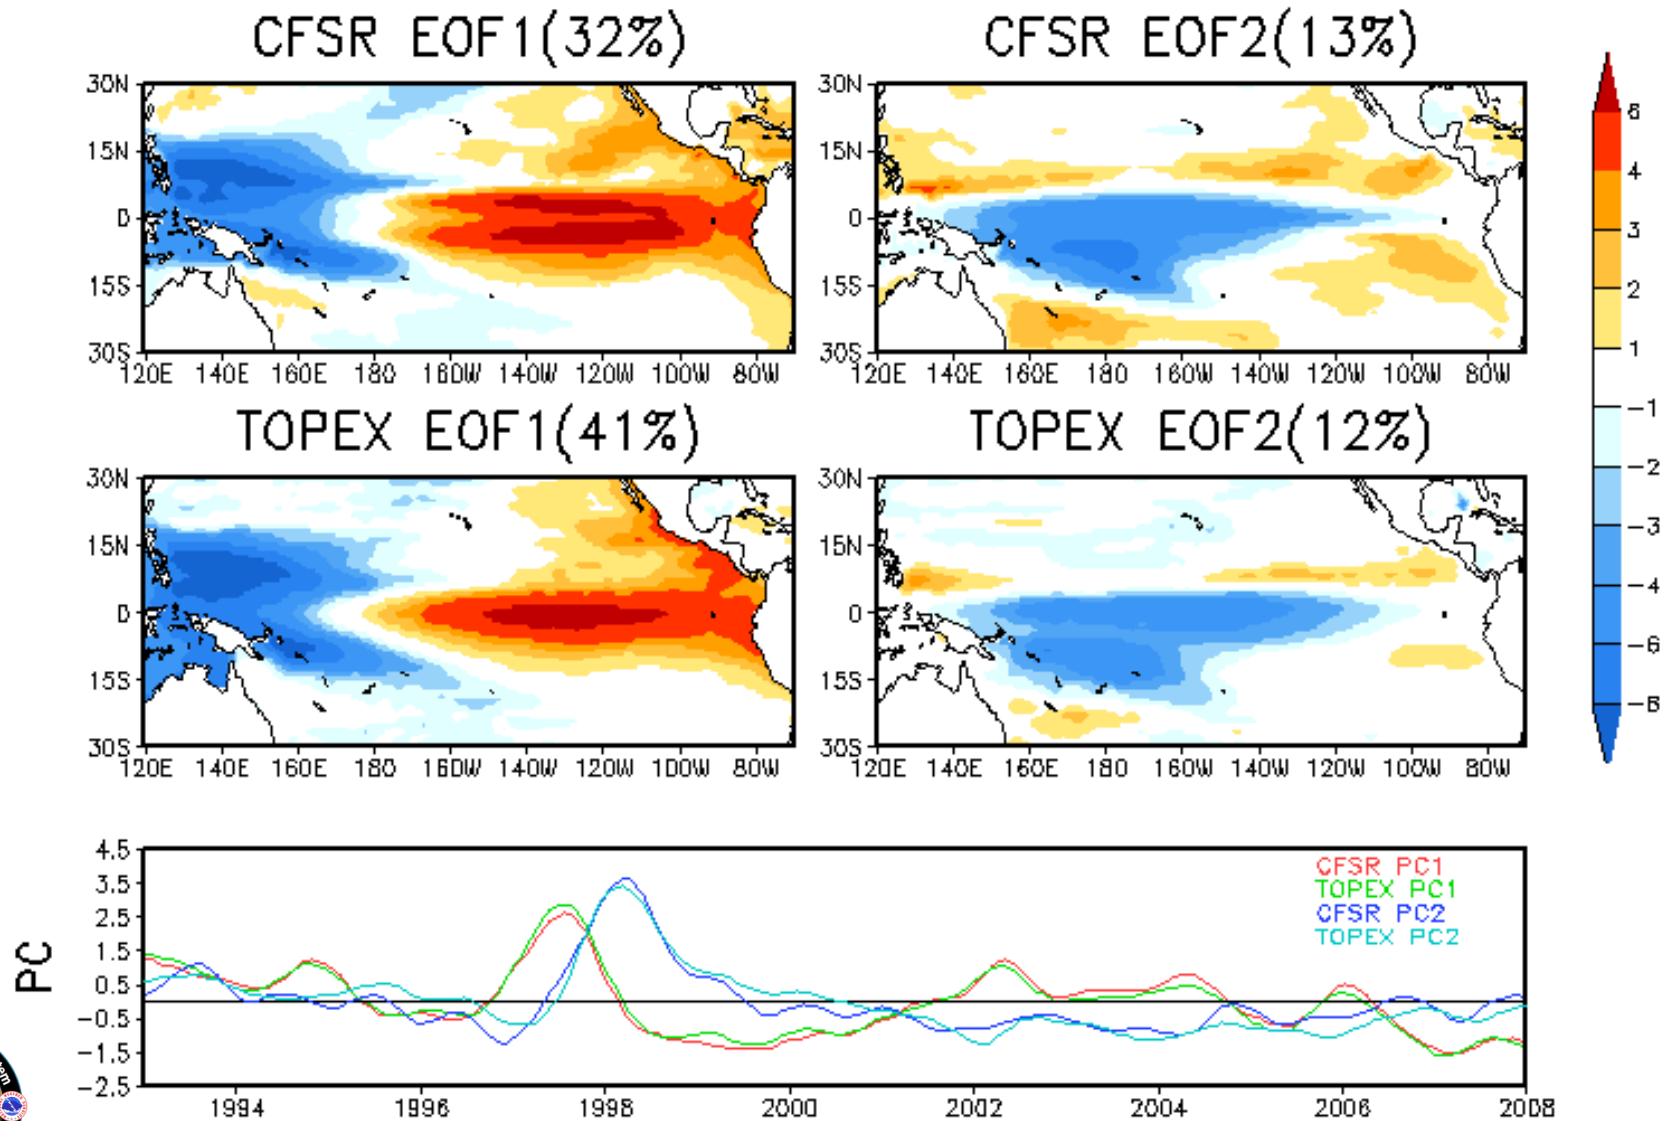 CFSR EOF1(32%) CFSR EOF2(13%)
30N 30N
15N 15N
0 0
15S 15S
30S 30S
120E 140E 160E 180 160W 140W 120W 100W 80W 120E 140E 160E 180 160W 140W 120W 100W 80W
TOPEX EOF1(41%) TOPEX EOF2(12%)
30N 30N
15N 15N
0 0
15S 15S
30S 30S
120E 140E 160E 180 160W 140W 120W 100W 80W 120E 140E 160E 180 160W 140W 120W 100W 80W
6
4
3
2
1
-1
-2
-3
-4
-6
-8
PC
4.5
3.5
2.5
1.5
0.5
-0.5
-1.5
-2.5
CFSR PC1
TOPEX PC1
CFSR PC2
TOPEX PC2
1994 1996 1998 2000 2002 2004 2006 2008